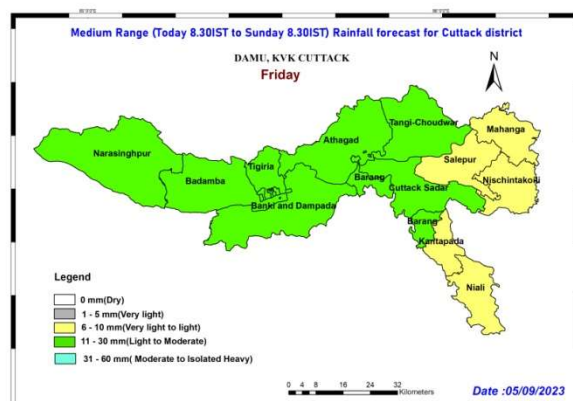 Medium Range (Today 8.30IST to Sunday 8.30IST) Rainfall forecast for Cuttack district
DAMU, KVK CUTTACK
Friday
N
Tangi-Choudwar
Mahanga
Athagad
Narasinghpur
Tigiria
Salepur
Badamba
Barang
Nischintakoili
Cuttack Sadar
Banki and Dampada
Barang
Kantapada
Niali
Legend
0 mm(Dry)
1 - 5 mm(Very light)
6 - 10 mm(Very light to light)
11 - 30 mm(Light to Moderate)
31 - 60 mm( Moderate to Isolated Heavy)
0 4 8 16 24 32
Kilometers
Date :05/09/2023